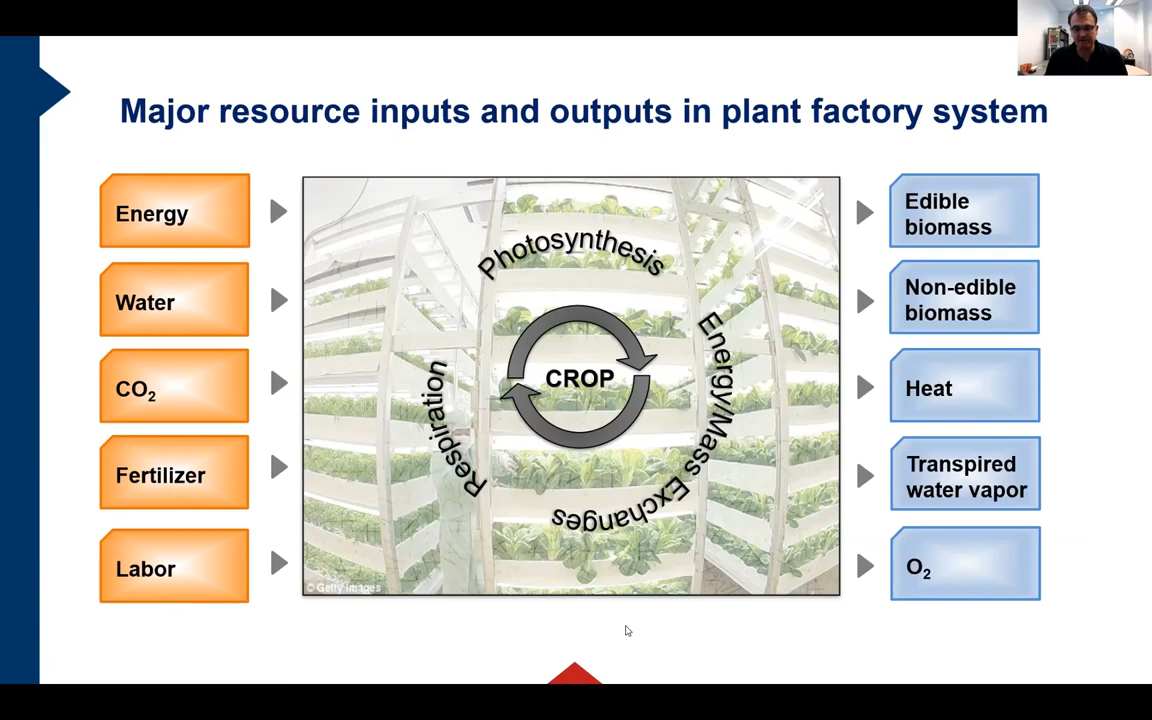 Major resource inputs and outputs in plant factory system
Energy
Water
CO₂
Fertilizer
Labor
Photosynthesis
Energy/Mass Exchanges
Respiration
CROP
© Getty Images
Edible
biomass
Non-edible
biomass
Heat
Transpired
water vapor
O₂